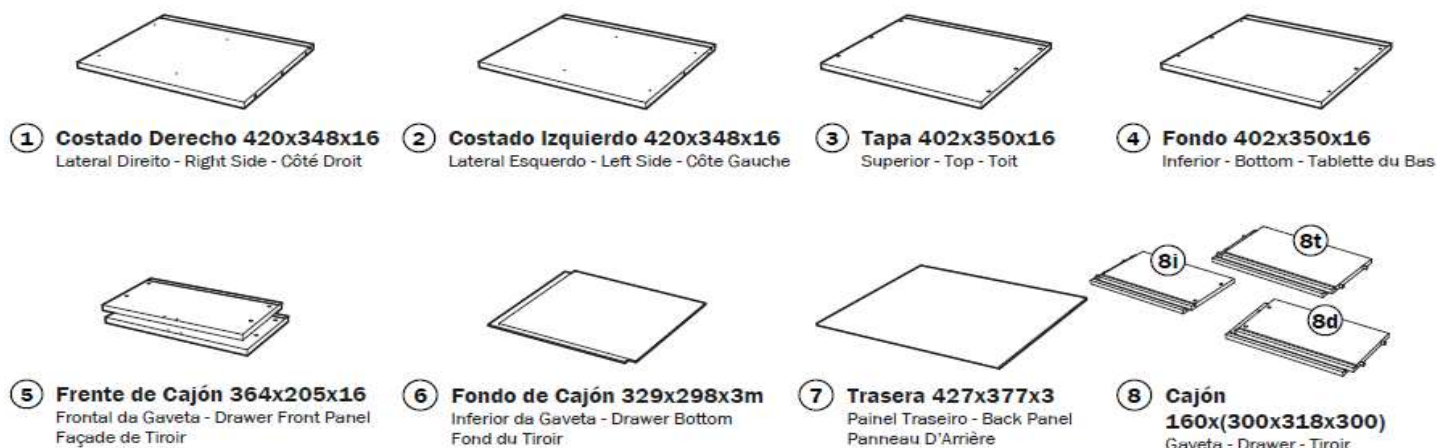 1 Costado Derecho 420x348x16
Lateral Direito - Right Side - Côté Droit
2 Costado Izquierdo 420x348x16
Lateral Esquerdo - Left Side - Côte Gauche
3 Tapa 402x350x16
Superior - Top - Toit
4 Fondo 402x350x16
Inferior - Bottom - Tablette du Bas
5 Frente de Cajón 364x205x16
Frontal da Gaveta - Drawer Front Panel
Façade de Tiroir
6 Fondo de Cajón 329x298x3m
Inferior da Gaveta - Drawer Bottom
Fond du Tiroir
7 Trasera 427x377x3
Painel Traseiro - Back Panel
Panneau D'Arrière
8i
8t
8d
8 Cajón
160x(300x318x300)
Gaveta - Drawer - Tiroir